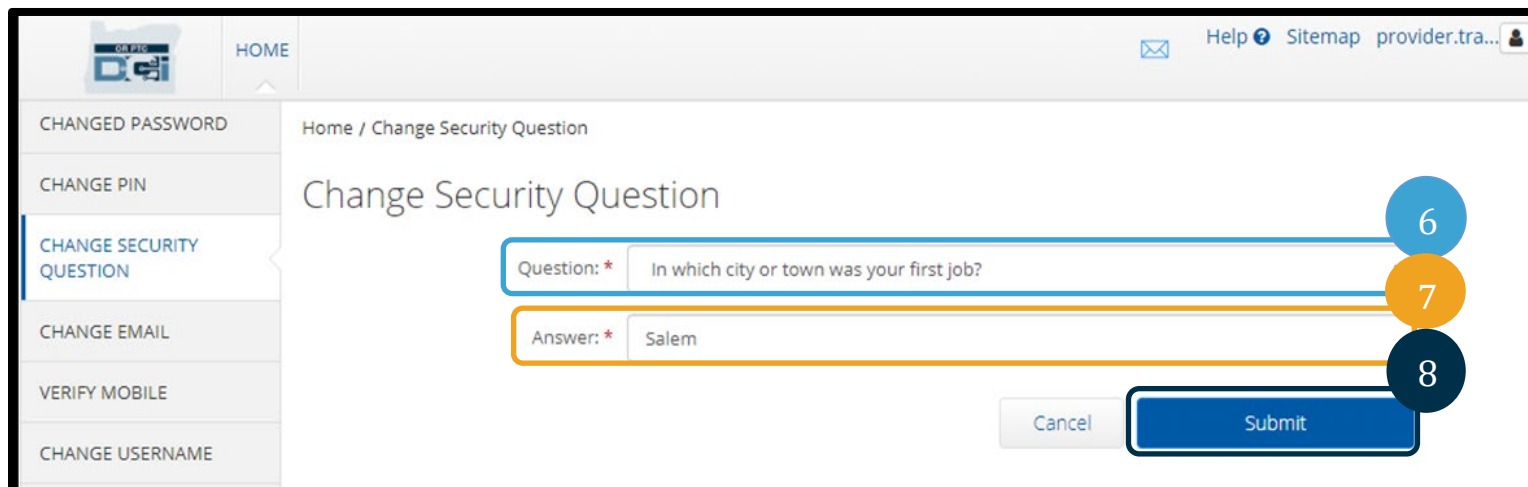 OR PTC
DCi
HOME
Help ? Sitemap provider.tra...
CHANGED PASSWORD
CHANGE PIN
CHANGE SECURITY
QUESTION
CHANGE EMAIL
VERIFY MOBILE
CHANGE USERNAME
Home / Change Security Question
Change Security Question
6
Question: * In which city or town was your first job?
7
Answer: * Salem
8
Cancel Submit